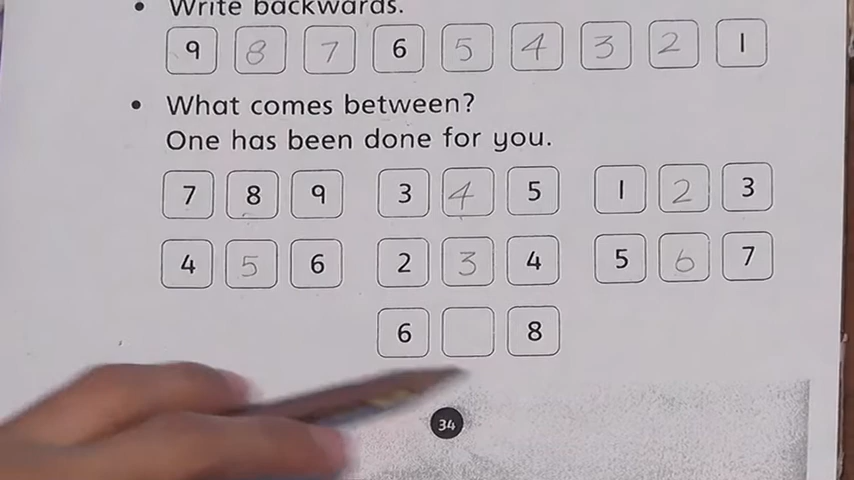 • Write backwards.
9 8 7 6 5 4 3 2 1
• What comes between?
One has been done for you.
7 8 9 3 4 5 1 2 3
4 5 6 2 3 4 5 6 7
6 8
34